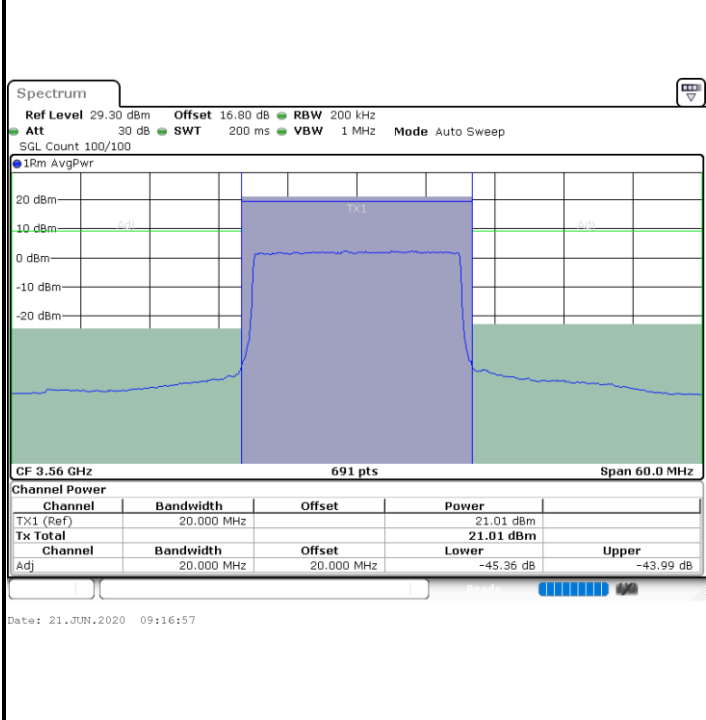 Spectrum
Ref Level 29.30 dBm Offset 16.80 dB RBW 200 kHz
Att 30 dB SWT 200 ms VBW 1 MHz Mode Auto Sweep
SGL Count 100/100
1Rm AvgPwr
20 dBm
TX1
10 dBm Adj Adj
0 dBm
-10 dBm
-20 dBm
CF 3.56 GHz 691 pts Span 60.0 MHz
Channel Power
Channel Bandwidth Offset Power
TX1 (Ref) 20.000 MHz 21.01 dBm
Tx Total 21.01 dBm
Channel Bandwidth Offset Lower Upper
Adj 20.000 MHz 20.000 MHz -45.36 dB -43.99 dB
Ready
Date: 21.JUN.2020 09:16:57